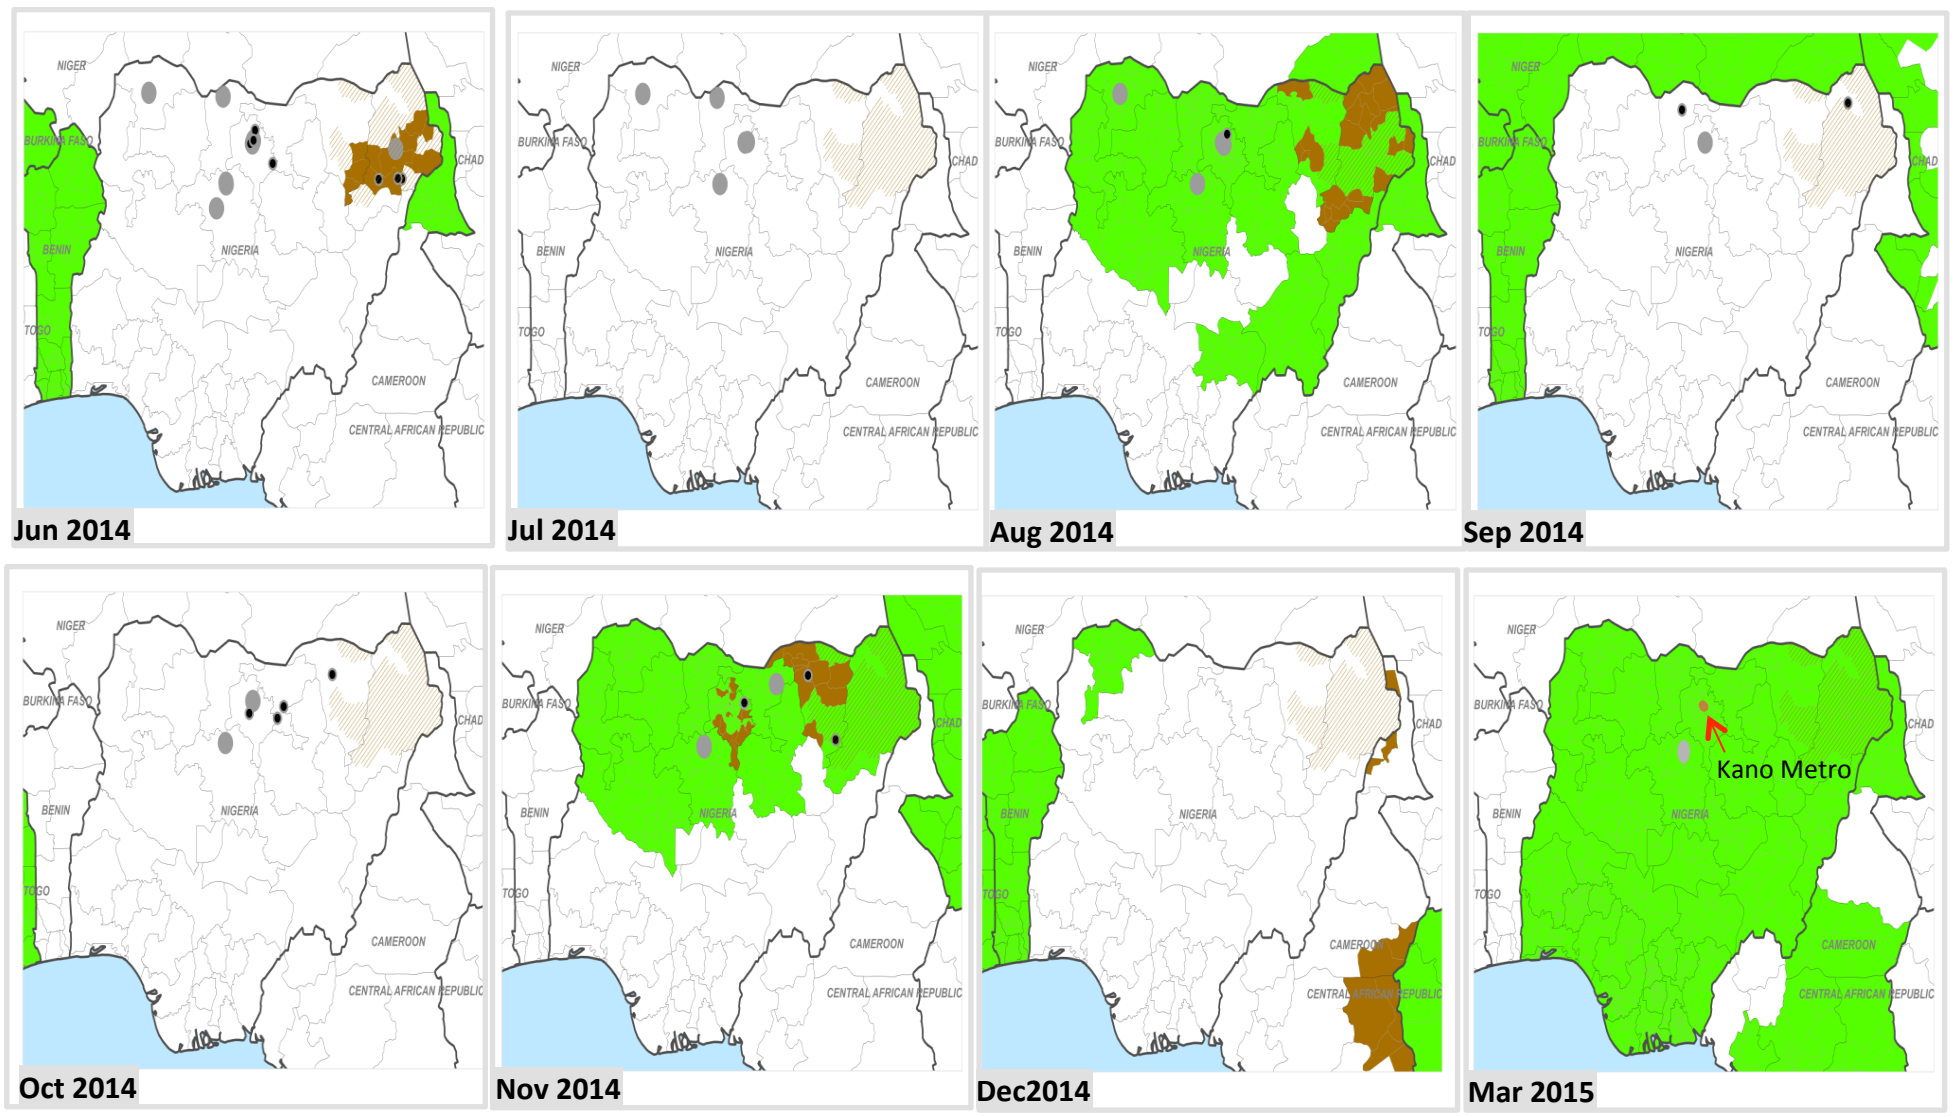 NIGER
BURKINA FASO
CHAD
BENIN
NIGERIA
TOGO
CAMEROON
CENTRAL AFRICAN REPUBLIC
Jun 2014
NIGER
BURKINA FASO
CHAD
BENIN
NIGERIA
TOGO
CAMEROON
CENTRAL AFRICAN REPUBLIC
Jul 2014
NIGER
BURKINA FASO
CHAD
BENIN
NIGERIA
TOGO
CAMEROON
CENTRAL AFRICAN REPUBLIC
Aug 2014
NIGER
BURKINA FASO
CHAD
BENIN
NIGERIA
TOGO
CAMEROON
CENTRAL AFRICAN REPUBLIC
Sep 2014
NIGER
BURKINA FASO
CHAD
BENIN
NIGERIA
TOGO
CAMEROON
CENTRAL AFRICAN REPUBLIC
Oct 2014
NIGER
BURKINA FASO
CHAD
BENIN
NIGERIA
TOGO
CAMEROON
CENTRAL AFRICAN REPUBLIC
Nov 2014
NIGER
BURKINA FASO
CHAD
BENIN
NIGERIA
TOGO
CAMEROON
CENTRAL AFRICAN REPUBLIC
Dec2014
NIGER
BURKINA FASO
CHAD
Kano Metro
BENIN
NIGERIA
TOGO
CAMEROON
CENTRAL AFRICAN REPUBLIC
Mar 2015